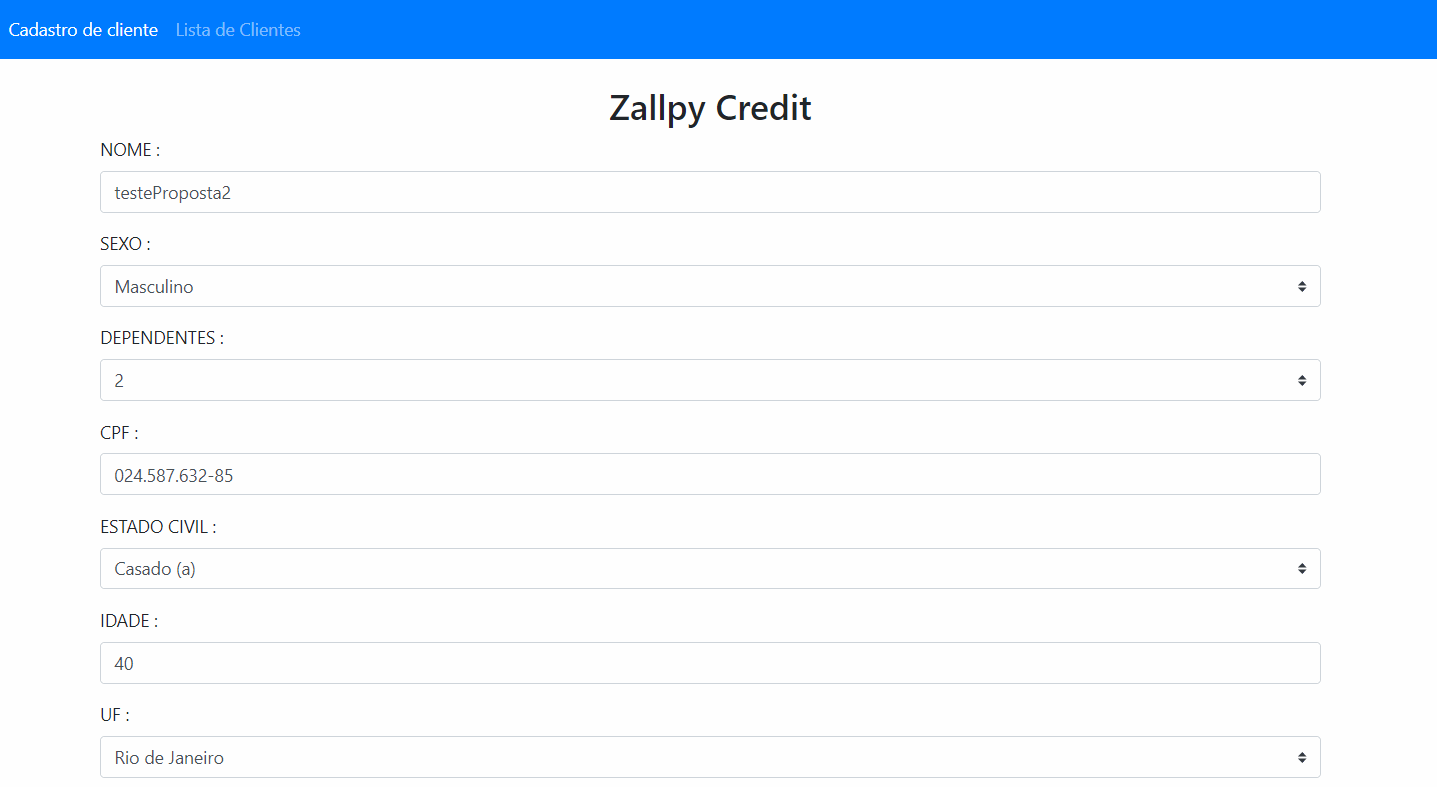 Cadastro de cliente Lista de Clientes
Zallpy Credit
NOME :
testeProposta2
SEXO :
Masculino
DEPENDENTES :
2
CPF :
024.587.632-85
ESTADO CIVIL :
Casado (a)
IDADE :
40
UF :
Rio de Janeiro